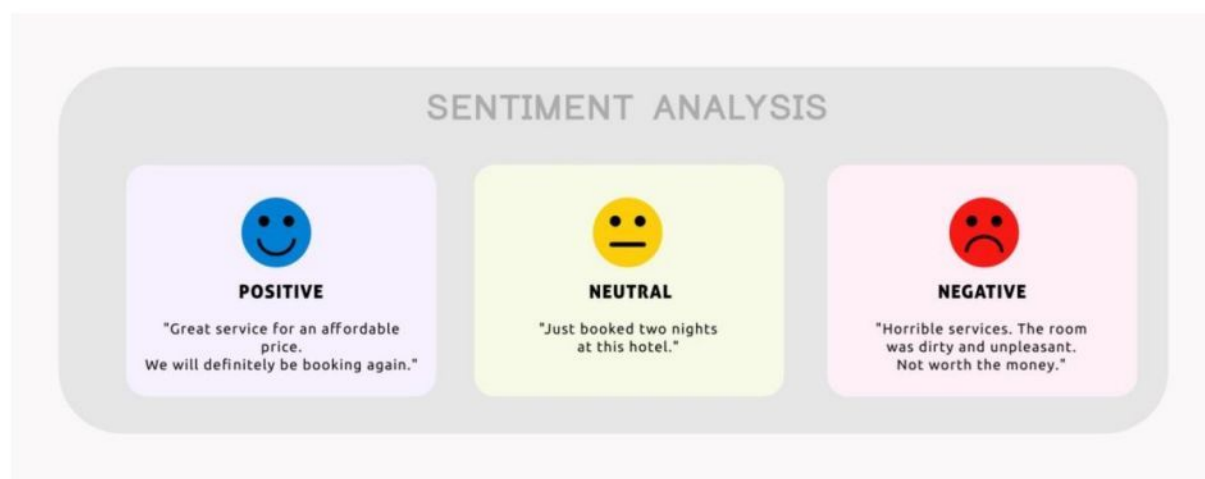 SENTIMENT ANALYSIS
POSITIVE
"Great service for an affordable
price.
We will definitely be booking again."
NEUTRAL
"Just booked two nights
at this hotel."
NEGATIVE
"Horrible services. The room
was dirty and unpleasant.
Not worth the money."